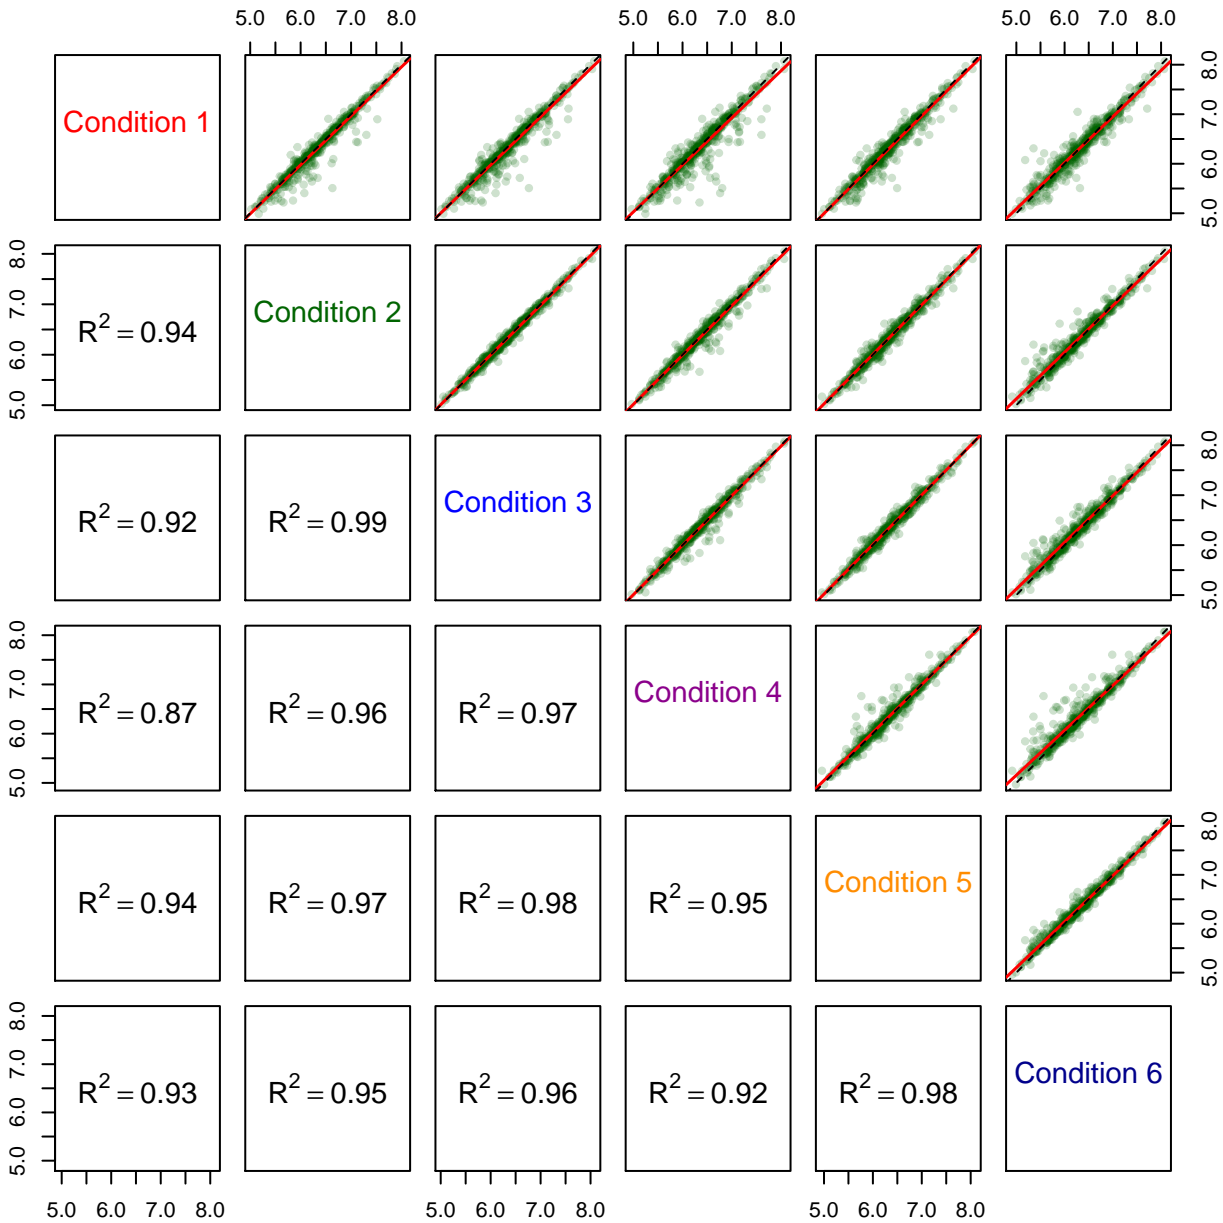 5.0 6.0 7.0 8.0 5.0 6.0 7.0 8.0 5.0 6.0 7.0 8.0
Condition 1
5.0 6.0 7.0 8.0
5.0 6.0 7.0 8.0
R² = 0.94
Condition 2
R² = 0.92
R² = 0.99
Condition 3
5.0 6.0 7.0 8.0
5.0 6.0 7.0 8.0
R² = 0.87
R² = 0.96
R² = 0.97
Condition 4
R² = 0.94
R² = 0.97
R² = 0.98
R² = 0.95
Condition 5
5.0 6.0 7.0 8.0
5.0 6.0 7.0 8.0
R² = 0.93
R² = 0.95
R² = 0.96
R² = 0.92
R² = 0.98
Condition 6
5.0 6.0 7.0 8.0 5.0 6.0 7.0 8.0 5.0 6.0 7.0 8.0